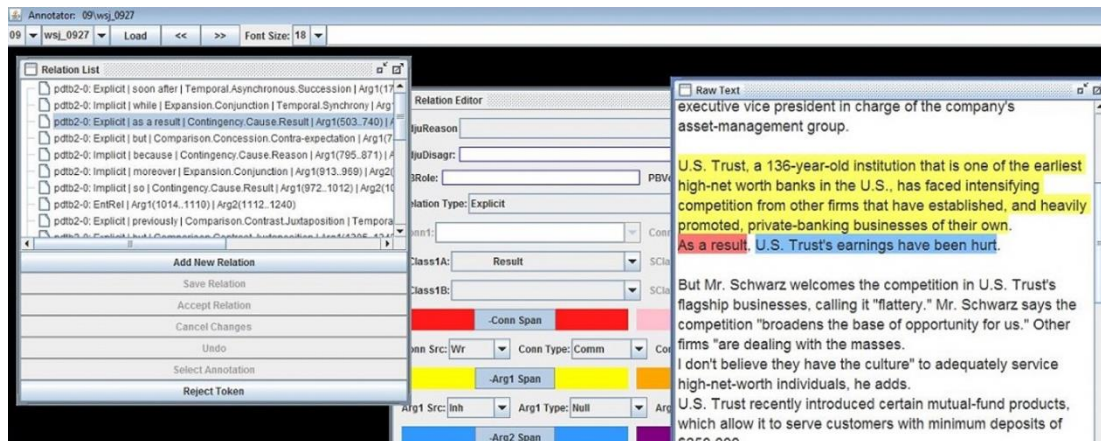 Annotator: 09\wsj_0927
09 wsj_0927 Load << >> Font Size: 18
Relation List
pdtb2-0: Explicit | soon after | Temporal.Asynchronous.Succession | Arg1(17
pdtb2-0: Implicit | while | Expansion.Conjunction | Temporal.Synchrony | Arg
pdtb2-0: Explicit | as a result | Contingency.Cause.Result | Arg1(503..740) |
pdtb2-0: Explicit | but | Comparison.Concession.Contra-expectation | Arg1(7
pdtb2-0: Implicit | because | Contingency.Cause.Reason | Arg1(795..871) |
pdtb2-0: Implicit | moreover | Expansion.Conjunction | Arg1(913..969) | Arg2(
pdtb2-0: Implicit | so | Contingency.Cause.Result | Arg1(972..1012) | Arg2(10
pdtb2-0: EntRel | Arg1(1014..1110) | Arg2(1112..1240)
pdtb2-0: Explicit | previously | Comparison.Contrast.Juxtaposition | Tempora
Add New Relation
Save Relation
Accept Relation
Cancel Changes
Undo
Select Annotation
Reject Token
Relation Editor
djuReason
djuDisagr:
BRole: PBV
elation Type: Explicit
onn1: Conn
Class1A: Result SCla
Class1B: SCla
-Conn Span
onn Src: Wr Conn Type: Comm Co
-Arg1 Span
Arg1 Src: Inh Arg1 Type: Null Arg
-Arg2 Span
Raw Text
executive vice president in charge of the company's
asset-management group.
U.S. Trust, a 136-year-old institution that is one of the earliest
high-net worth banks in the U.S., has faced intensifying
competition from other firms that have established, and heavily
promoted, private-banking businesses of their own.
As a result, U.S. Trust's earnings have been hurt.
But Mr. Schwarz welcomes the competition in U.S. Trust's
flagship businesses, calling it "flattery." Mr. Schwarz says the
competition "broadens the base of opportunity for us." Other
firms "are dealing with the masses.
I don't believe they have the culture" to adequately service
high-net-worth individuals, he adds.
U.S. Trust recently introduced certain mutual-fund products,
which allow it to serve customers with minimum deposits of